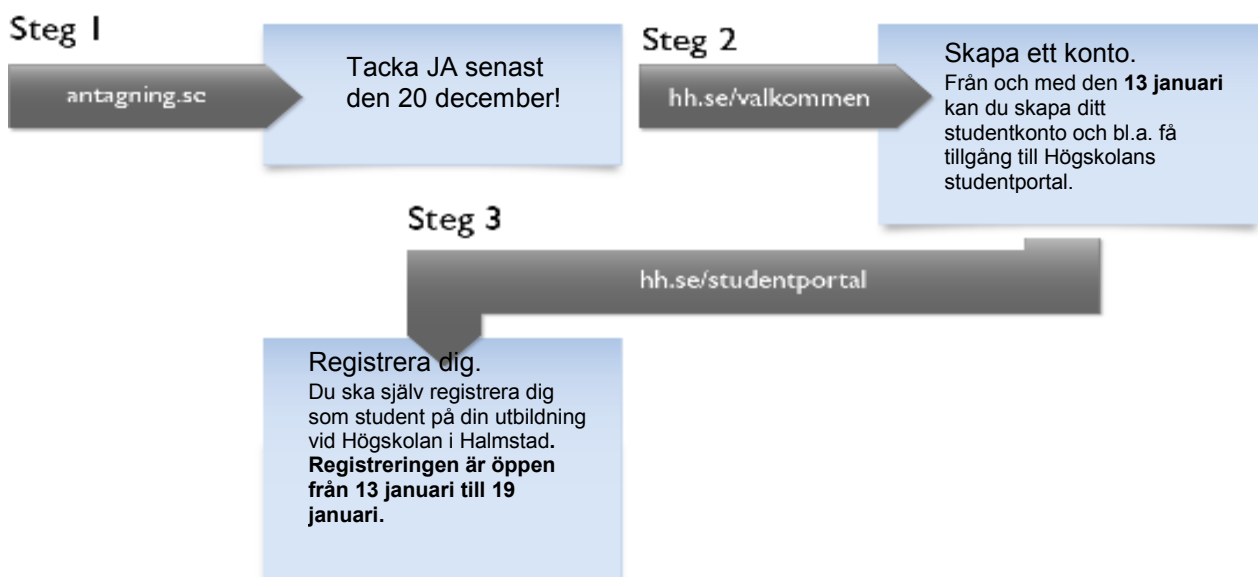 Steg 1
antagning.se
Tacka JA senast
den 20 december!
Steg 2
hh.se/valkommen
Skapa ett konto.
Från och med den 13 januari
kan du skapa ditt
studentkonto och bl.a. få
tillgång till Högskolans
studentportal.
Steg 3
hh.se/studentportal
Registrera dig.
Du ska själv registrera dig
som student på din utbildning
vid Högskolan i Halmstad.
Registreringen är öppen
från 13 januari till 19
januari.